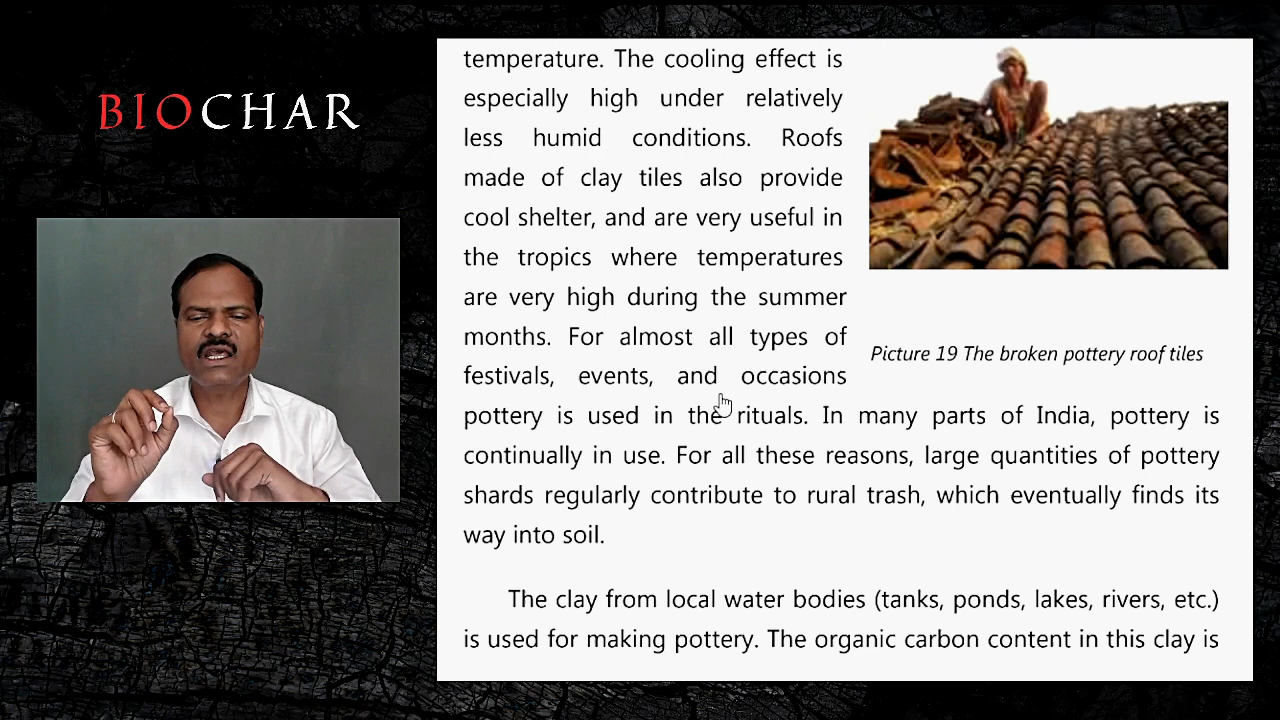 BIOCHAR
temperature. The cooling effect is
especially high under relatively
less humid conditions. Roofs
made of clay tiles also provide
cool shelter, and are very useful in
the tropics where temperatures
are very high during the summer
months. For almost all types of
festivals, events, and occasions
pottery is used in the rituals. In many parts of India, pottery is
continually in use. For all these reasons, large quantities of pottery
shards regularly contribute to rural trash, which eventually finds its
way into soil.
Picture 19 The broken pottery roof tiles
The clay from local water bodies (tanks, ponds, lakes, rivers, etc.)
is used for making pottery. The organic carbon content in this clay is